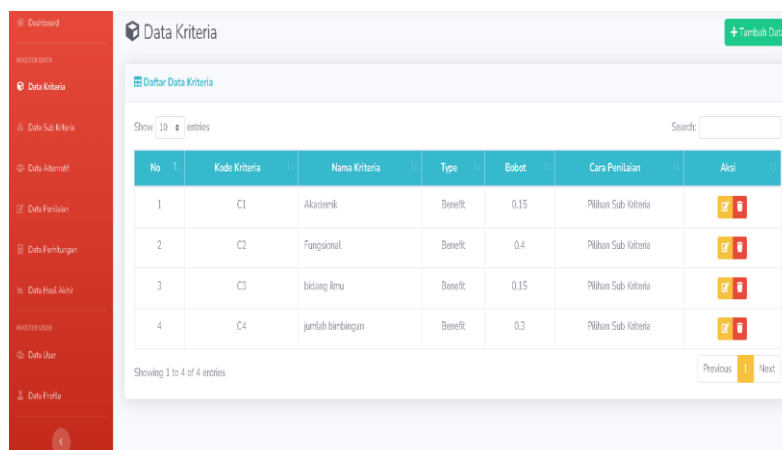 Dashboard
MASTER DATA
Data Kriteria
Data Sub Kriteria
Data Alternatif
Data Penilaian
Data Perhitungan
Data Hasil Akhir
MASTER USER
Data User
Data Profile
Data Kriteria
Tambah Data
Daftar Data Kriteria
Show 10 entries
Search:
No Kode Kriteria Nama Kriteria Type Bobot Cara Penilaian Aksi
1 C1 Akademik Benefit 0.15 Pilihan Sub Kriteria
2 C2 Fungsional Benefit 0.4 Pilihan Sub Kriteria
3 C3 bidang ilmu Benefit 0.15 Pilihan Sub Kriteria
4 C4 jumlah bimbingan Benefit 0.3 Pilihan Sub Kriteria
Showing 1 to 4 of 4 entries
Previous 1 Next